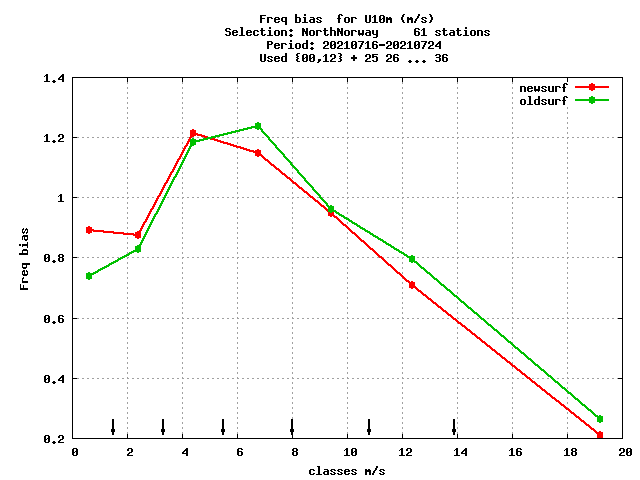 Freq bias  for U10m (m/s)
Selection: NorthNorway     61 stations
Period: 20210716-20210724
Used {00,12} + 25 26 ... 36
newsurf
oldsurf
1.4
1.2
1
0.8
0.6
0.4
0.2
Freq bias
0 2 4 6 8 10 12 14 16 18 20
classes m/s